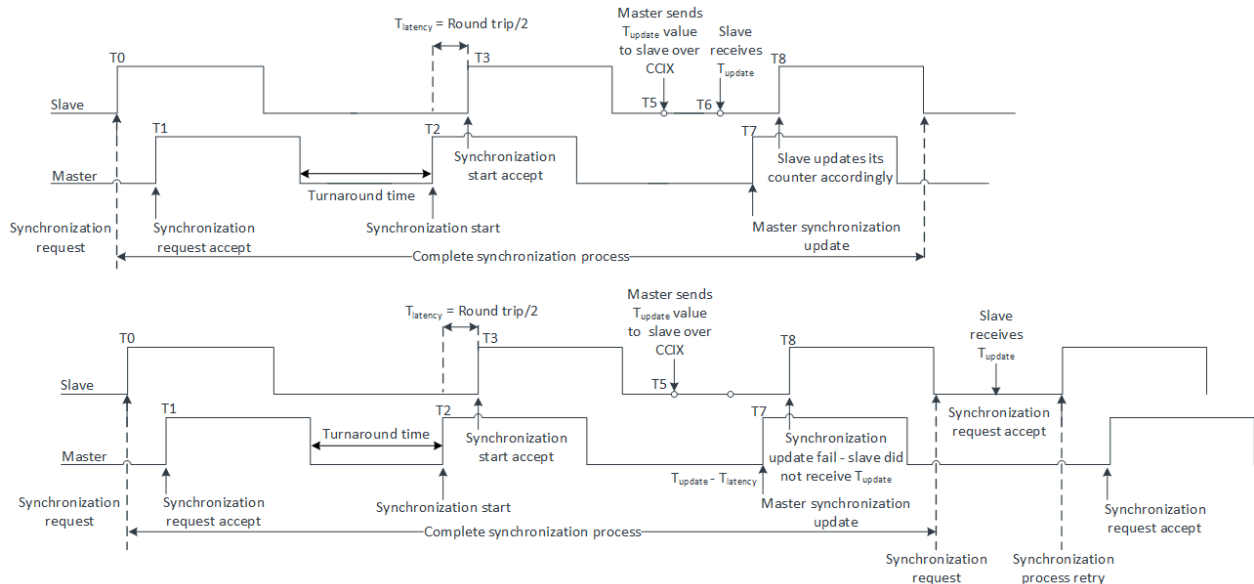 Tlatency = Round trip/2
Master sends
Tupdate value
to slave over
CCIX
Slave
receives
Tupdate
T0
T3
T5
T6
T8
Slave
T1
T2
T7
Synchronization
start accept
Slave updates its
counter accordingly
Master
Turnaround time
Synchronization
request
Synchronization
request accept
Synchronization start
Master synchronization
update
Complete synchronization process
Tlatency = Round trip/2
Master sends
Tupdate value
to slave over
CCIX
Slave
receives
Tupdate
T0
T3
T5
T8
Slave
Synchronization
request accept
T1
T2
T7
Turnaround time
Synchronization
start accept
Synchronization
update fail - slave did
not receive Tupdate
Master
Tupdate - Tlatency
Synchronization
request
Synchronization
request accept
Synchronization start
Master synchronization
update
Synchronization
request accept
Complete synchronization process
Synchronization
request
Synchronization
process retry